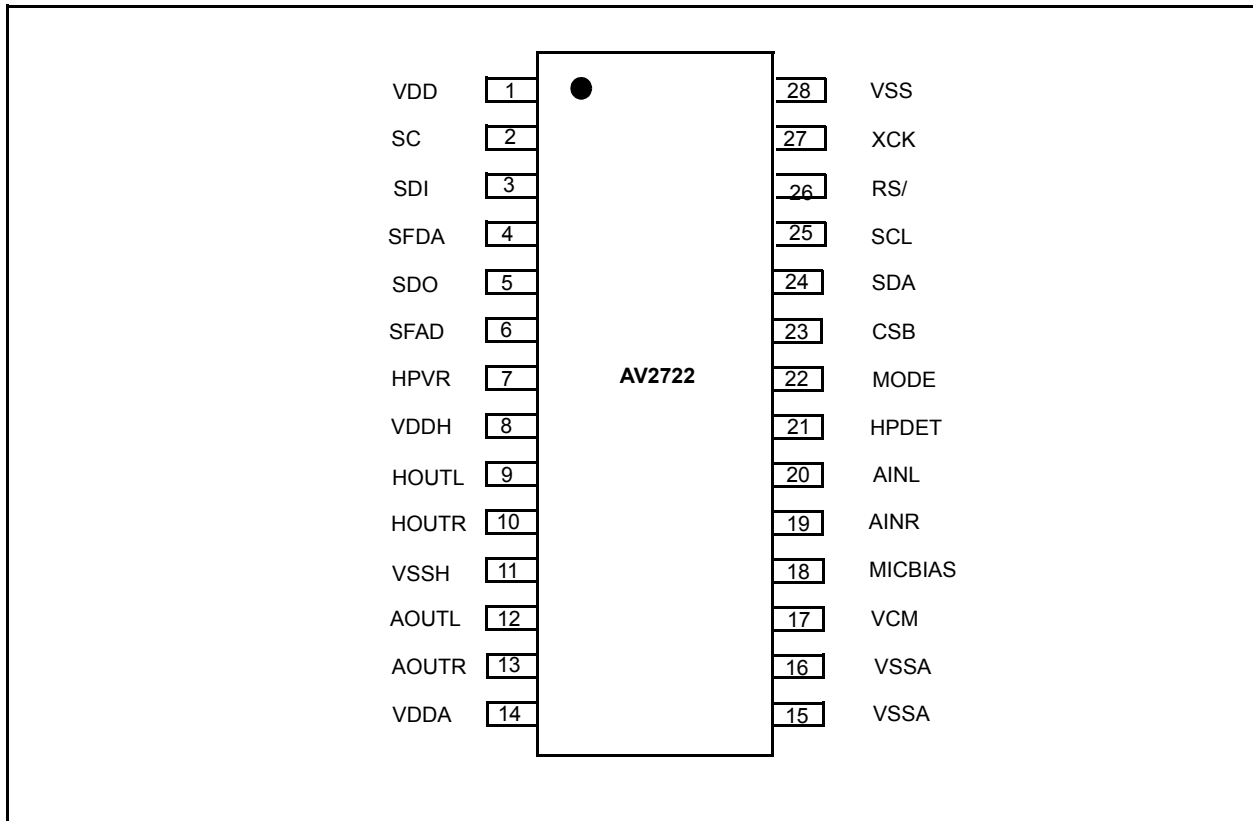 VDD 1 28 VSS
SC 2 27 XCK
SDI 3 26 RS/
SFDA 4 25 SCL
SDO 5 24 SDA
SFAD 6 23 CSB
HPVR 7 AV2722 22 MODE
VDDH 8 21 HPDET
HOUTL 9 20 AINL
HOUTR 10 19 AINR
VSSH 11 18 MICBIAS
AOUTL 12 17 VCM
AOUTR 13 16 VSSA
VDDA 14 15 VSSA